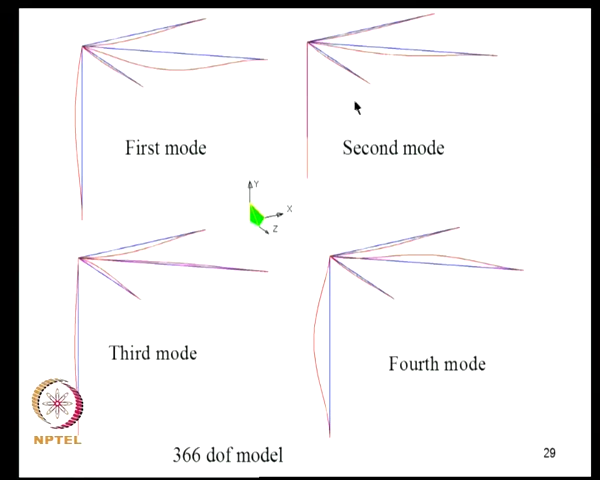 First mode
Second mode
Y
X
Z
Third mode
Fourth mode
NPTEL
366 dof model
29